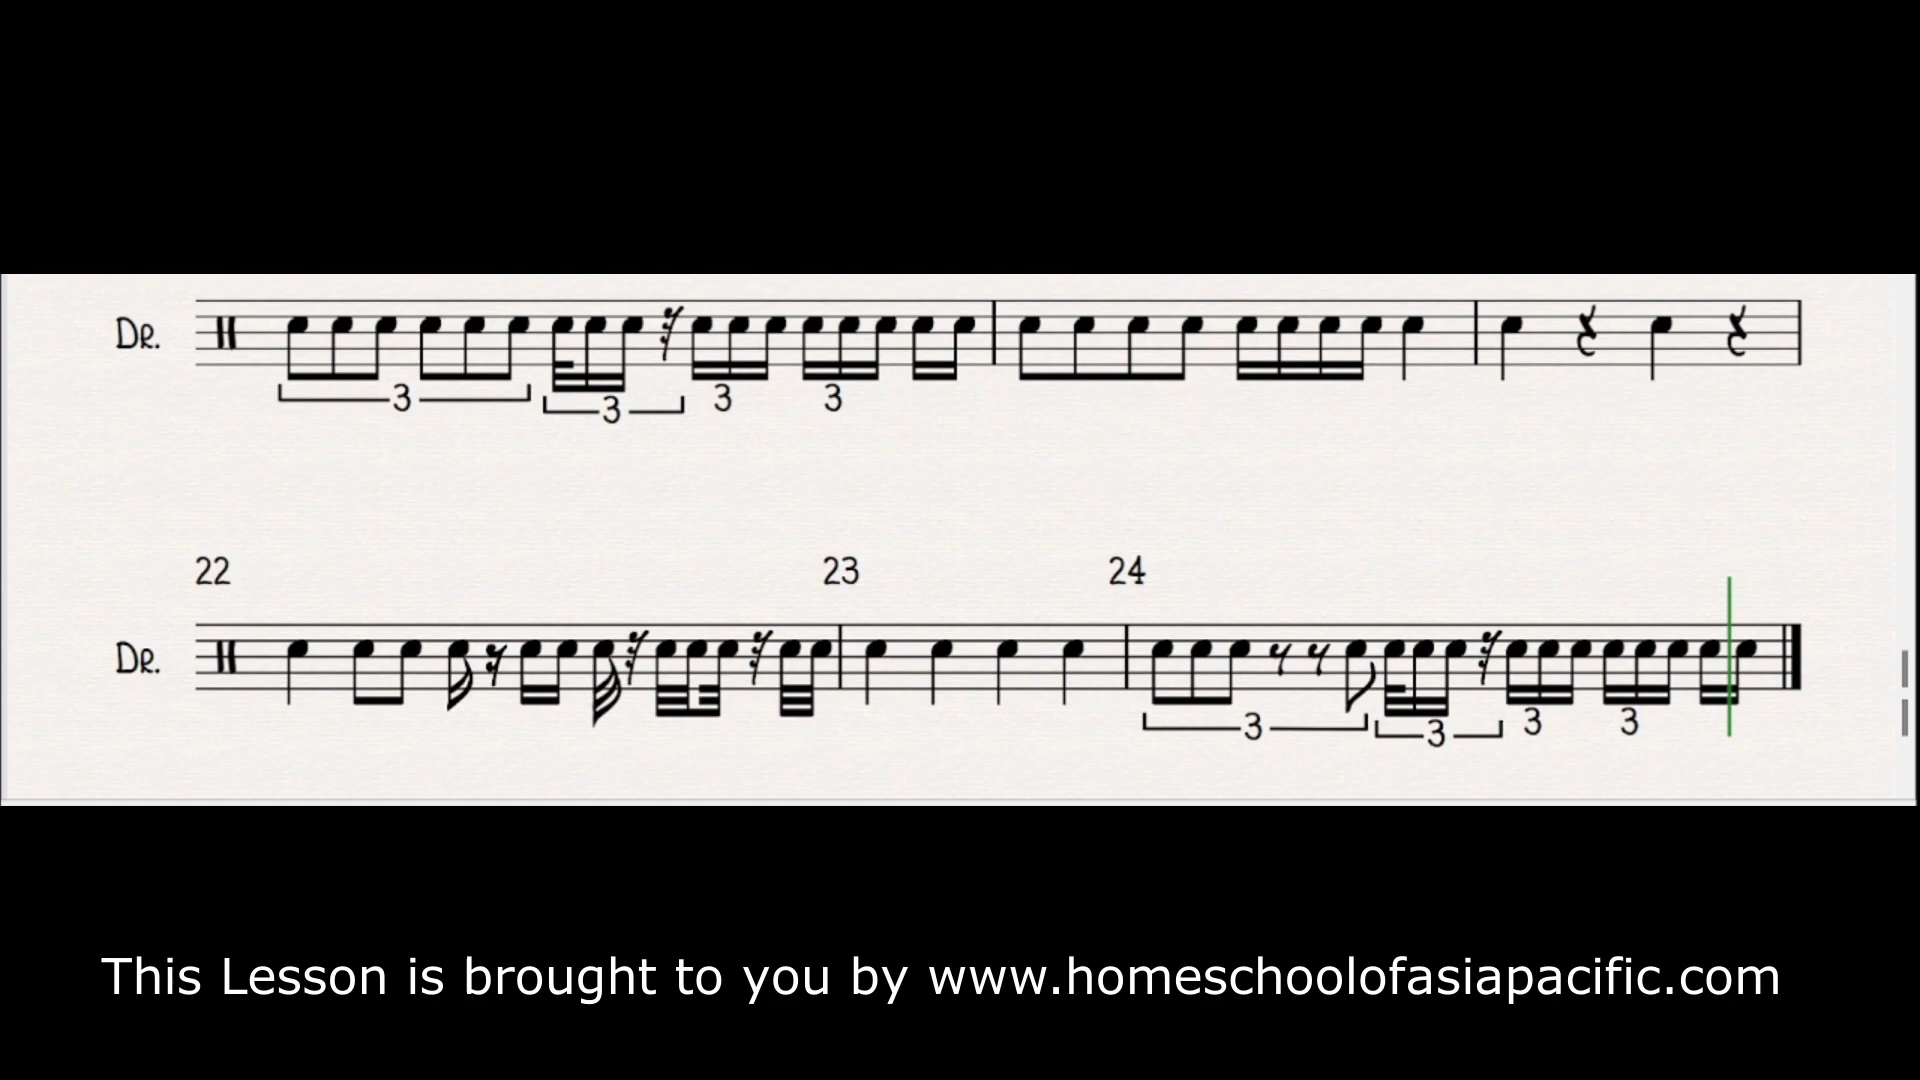 Dr.
3 3 3 3
22 23 24
Dr.
3 3 3 3
This Lesson is brought to you by www.homeschoolofasiapacific.com